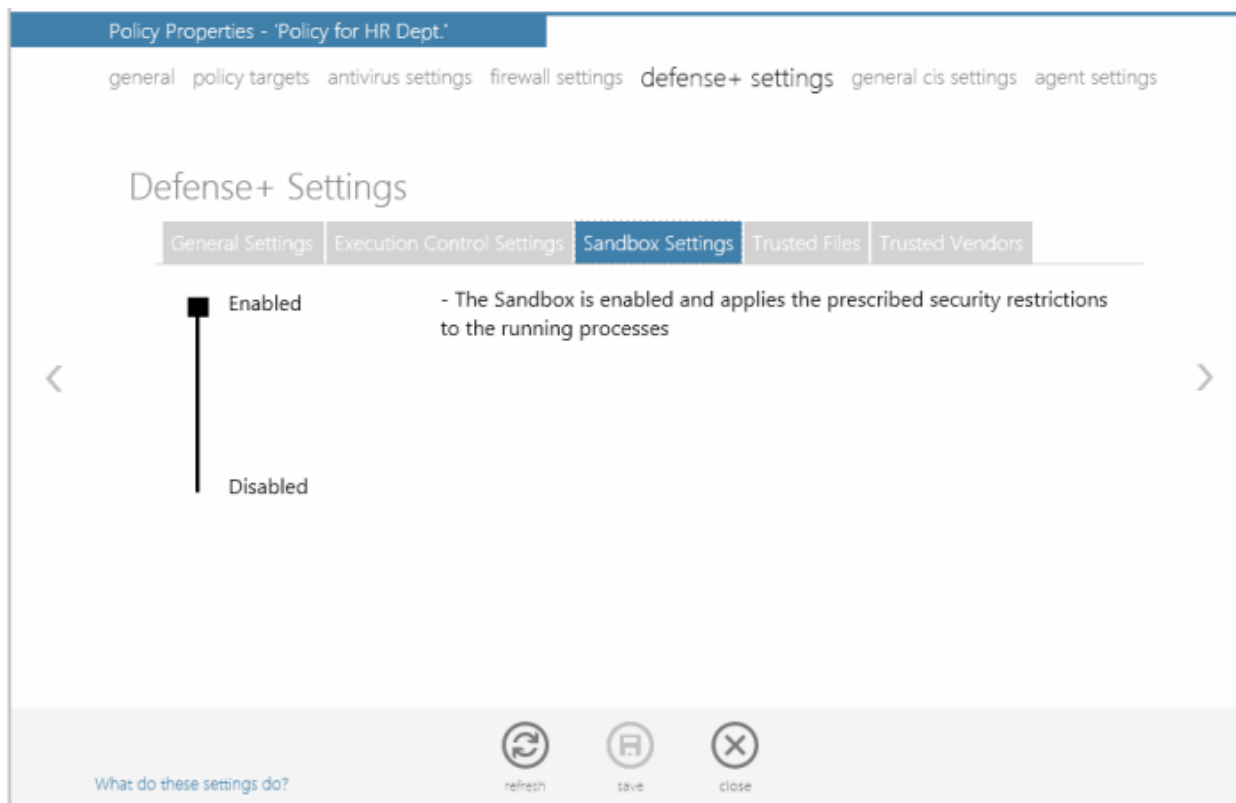 Policy Properties - 'Policy for HR Dept.'
general policy targets antivirus settings firewall settings defense+ settings general cis settings agent settings
Defense+ Settings
General Settings Execution Control Settings Sandbox Settings Trusted Files Trusted Vendors
Enabled - The Sandbox is enabled and applies the prescribed security restrictions
to the running processes
Disabled
refresh save close
What do these settings do?